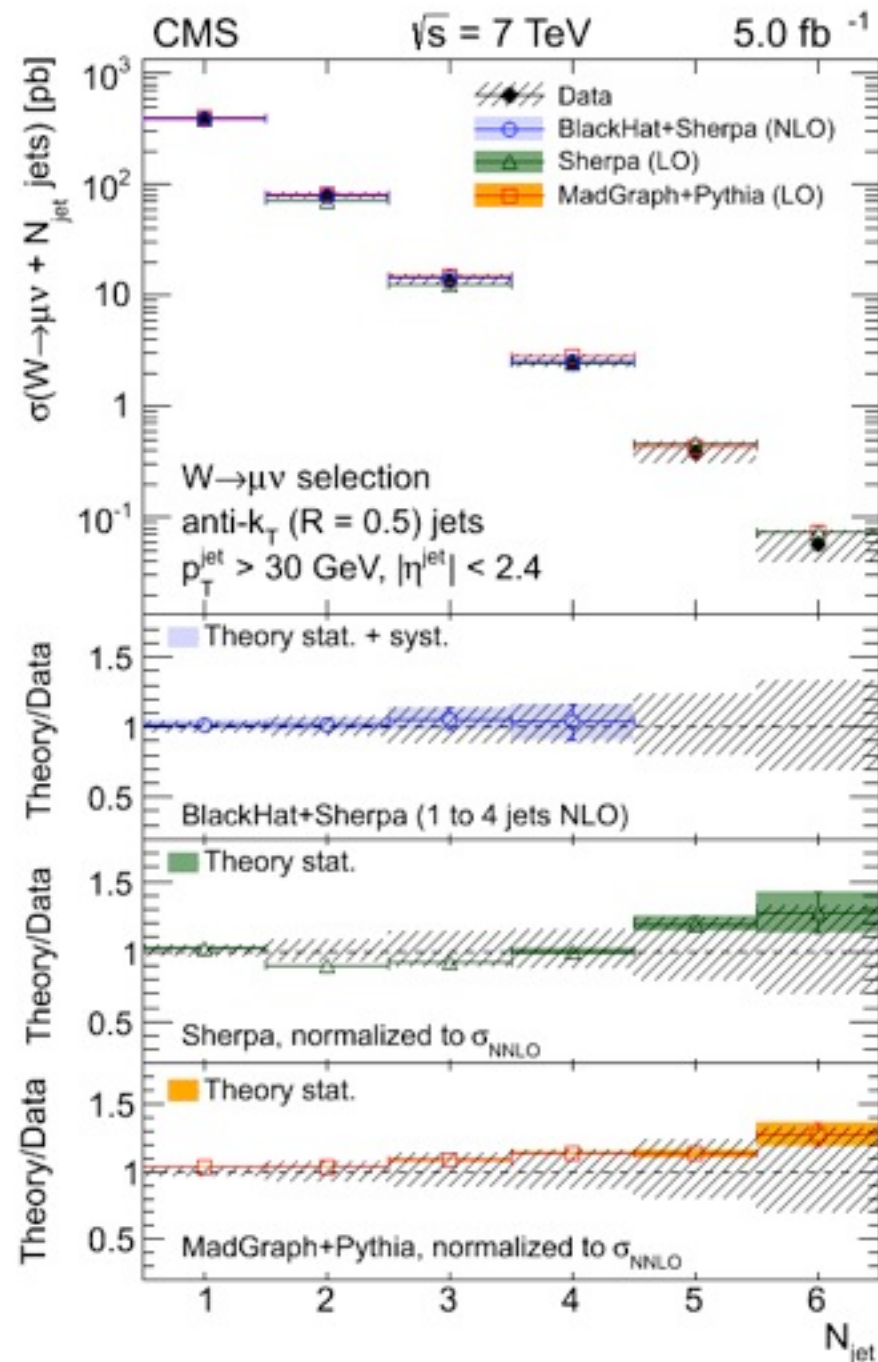 CMS √s = 7 TeV 5.0 fb⁻¹
σ(W→μν + N_jet jets) [pb]
10³
10²
10
1
10⁻¹
Data
BlackHat+Sherpa (NLO)
Sherpa (LO)
MadGraph+Pythia (LO)
W→μν selection
anti-k_T (R = 0.5) jets
p_T^jet > 30 GeV, |η^jet| < 2.4
Theory/Data
1.5
1
0.5
Theory stat. + syst.
BlackHat+Sherpa (1 to 4 jets NLO)
Theory/Data
1.5
1
0.5
Theory stat.
Sherpa, normalized to σ_NNLO
Theory/Data
1.5
1
0.5
Theory stat.
MadGraph+Pythia, normalized to σ_NNLO
1 2 3 4 5 6
N_jet